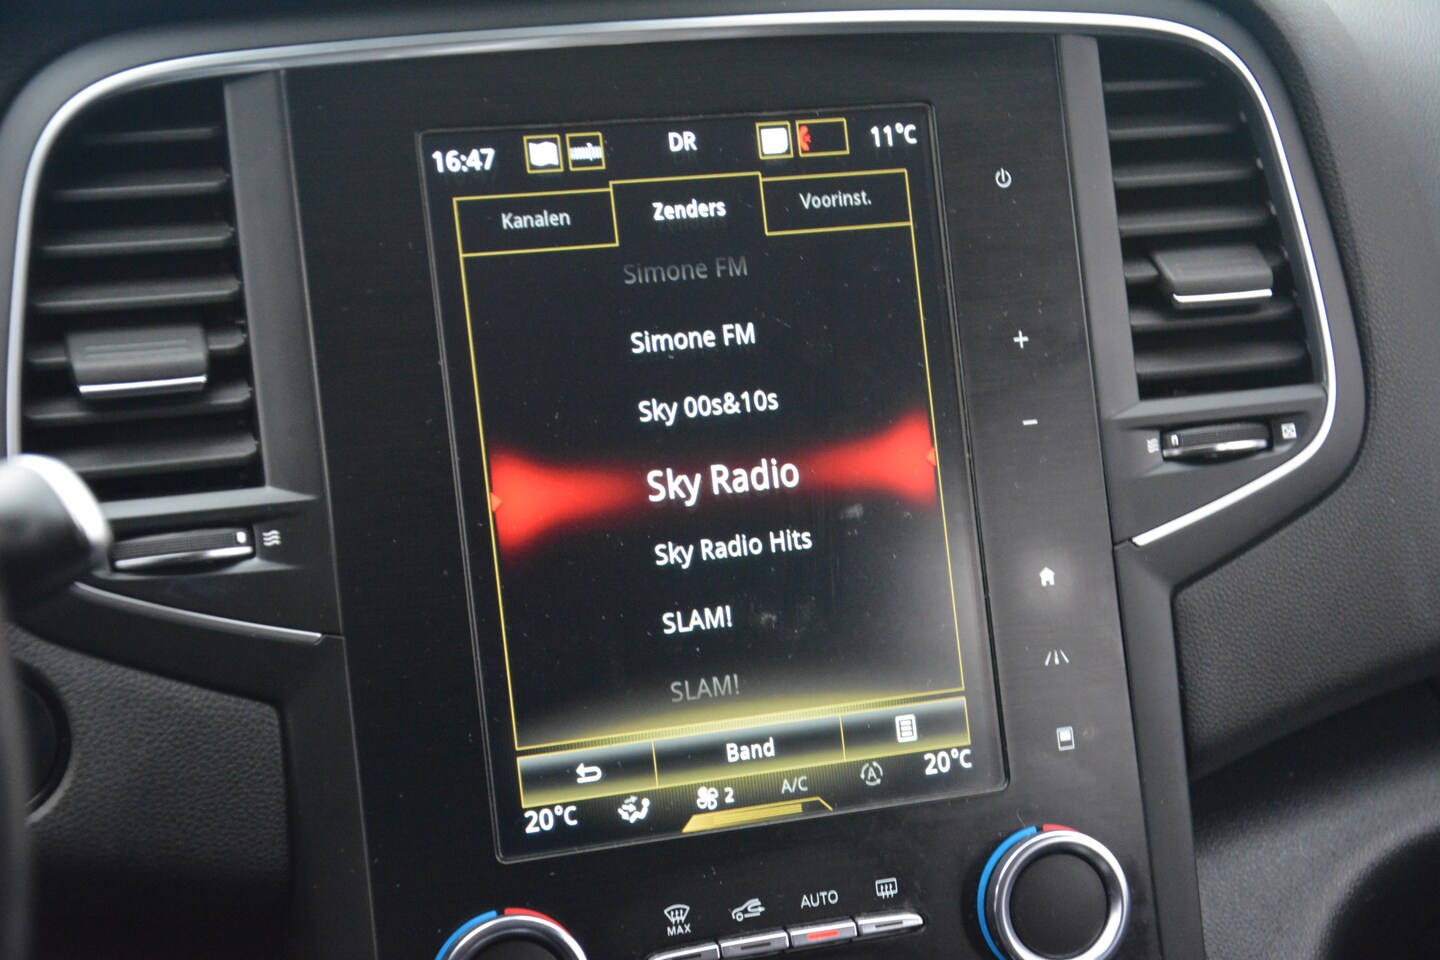 16:47 DR 11°C
Kanalen Zenders Voorinst.
Simone FM
Simone FM
Sky 00s&10s
Sky Radio
Sky Radio Hits
SLAM!
SLAM!
Band
20°C 2 A/C A 20°C
MAX AUTO